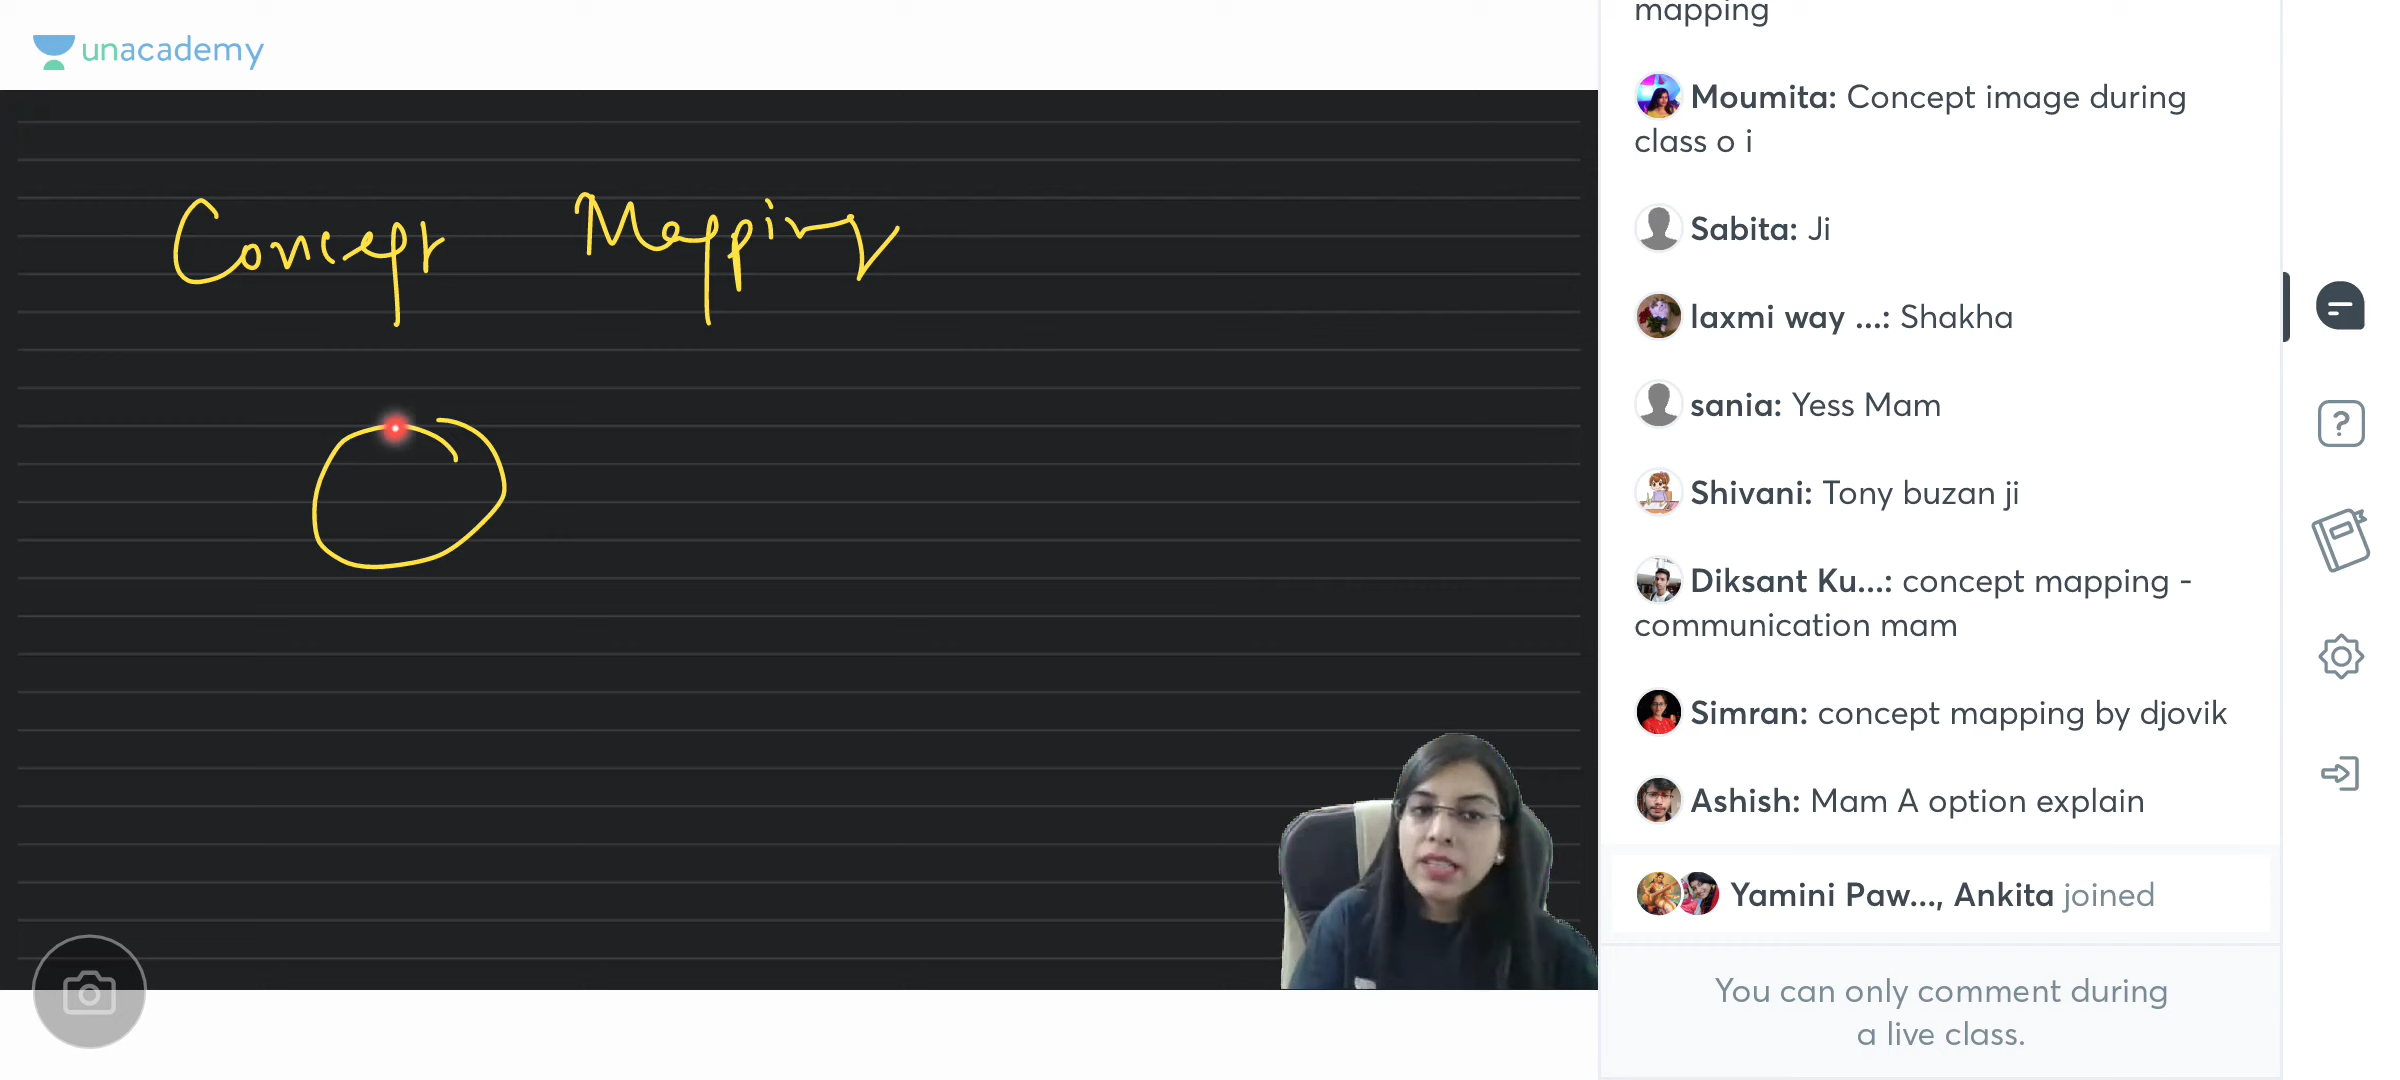 unacademy
Concept Mapping
mapping
Moumita: Concept image during
class o i
Sabita: Ji
laxmi way ...: Shakha
sania: Yess Mam
Shivani: Tony buzan ji
Diksant Ku...: concept mapping -
communication mam
Simran: concept mapping by djovik
Ashish: Mam A option explain
Yamini Paw..., Ankita joined
You can only comment during
a live class.